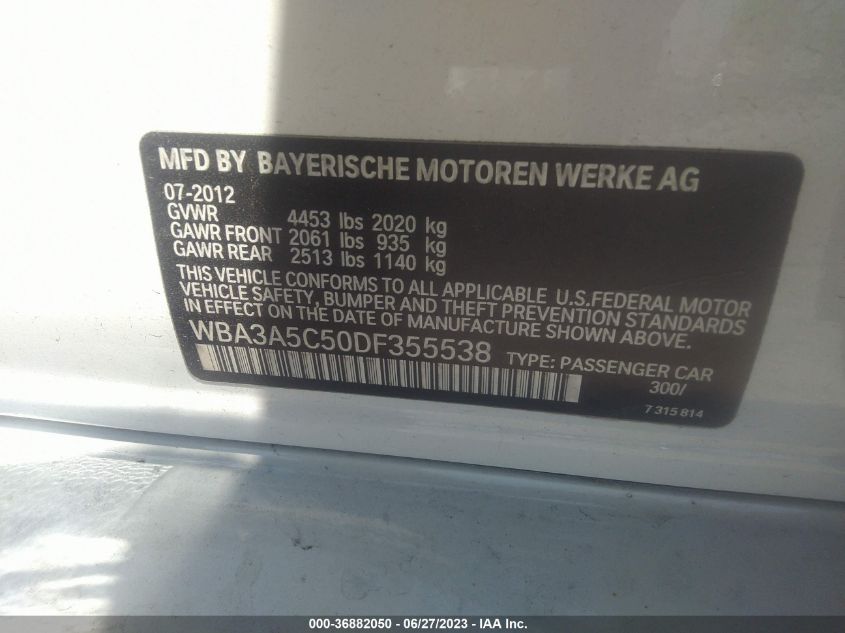 MFD BY BAYERISCHE MOTOREN WERKE AG
07-2012
GVWR 4453 lbs 2020 kg
GAWR FRONT 2061 lbs 935 kg
GAWR REAR 2513 lbs 1140 kg
THIS VEHICLE CONFORMS TO ALL APPLICABLE U.S.FEDERAL MOTOR
VEHICLE SAFETY, BUMPER AND THEFT PREVENTION STANDARDS
IN EFFECT ON THE DATE OF MANUFACTURE SHOWN ABOVE.
WBA3A5C50DF355538 TYPE: PASSENGER CAR
300/
7 315 814
000-36882050 - 06/27/2023 - IAA Inc.